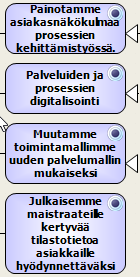 Painotamme
asiakasnäkökulmaa
prosessien
kehittämistyössä.
Palveluiden ja
prosessien
digitalisointi
Muutamme
toimintamallimme
uuden palvelumallin
mukaiseksi
Julkaisemme
maistraateille
kertyvää
tilastotietoa
asiakkaille
hyödynnettäväksi